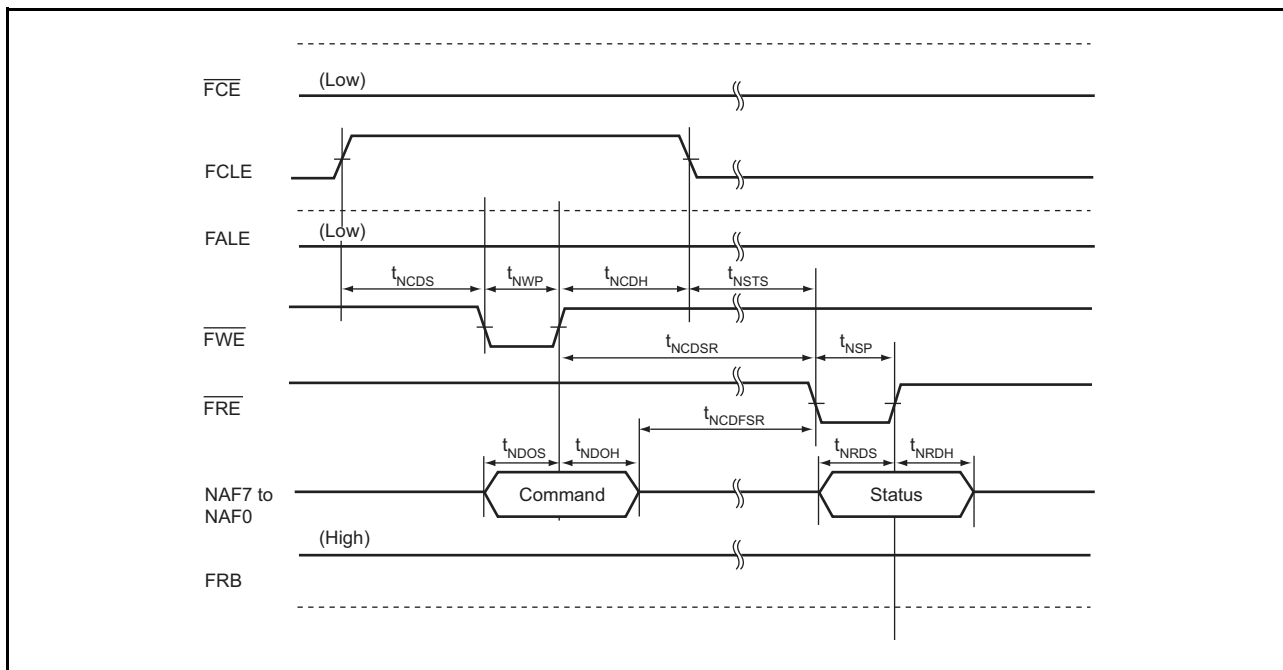 FCE
(Low)
FCLE
FALE
(Low)
tNCDS
tNWP
tNCDH
tNSTS
FWE
tNCDSR
tNSP
FRE
tNCDFSR
tNDOS
tNDOH
tNRDS
tNRDH
NAF7 to
NAF0
Command
Status
(High)
FRB